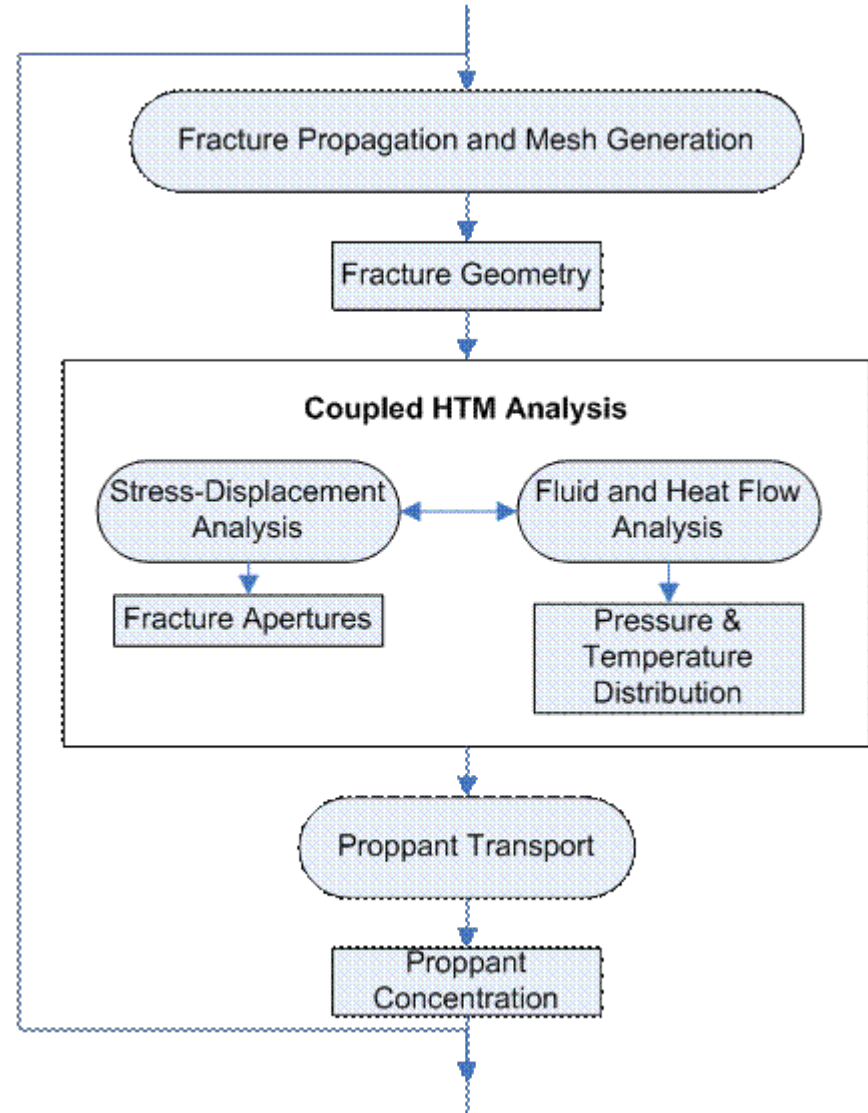 Fracture Propagation and Mesh Generation
Fracture Geometry
Coupled HTM Analysis
Stress-Displacement
Analysis
Fluid and Heat Flow
Analysis
Fracture Apertures
Pressure &
Temperature
Distribution
Proppant Transport
Proppant
Concentration